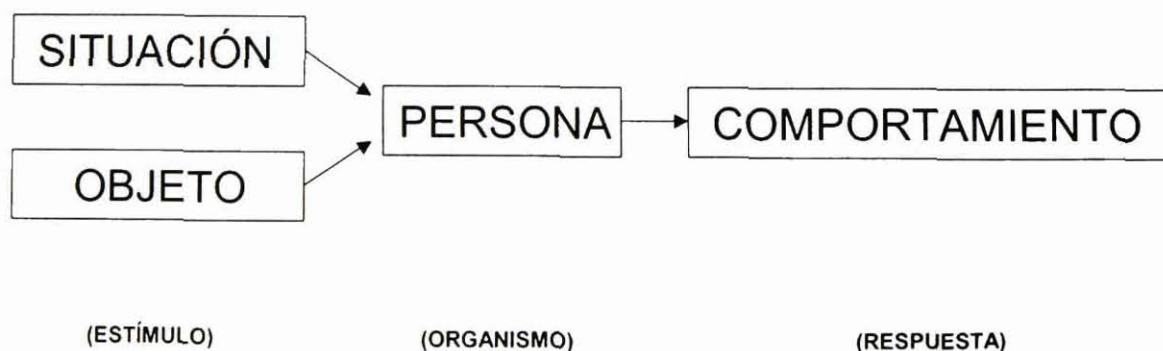 SITUACIÓN
OBJETO
PERSONA
COMPORTAMIENTO
(ESTÍMULO)
(ORGANISMO)
(RESPUESTA)